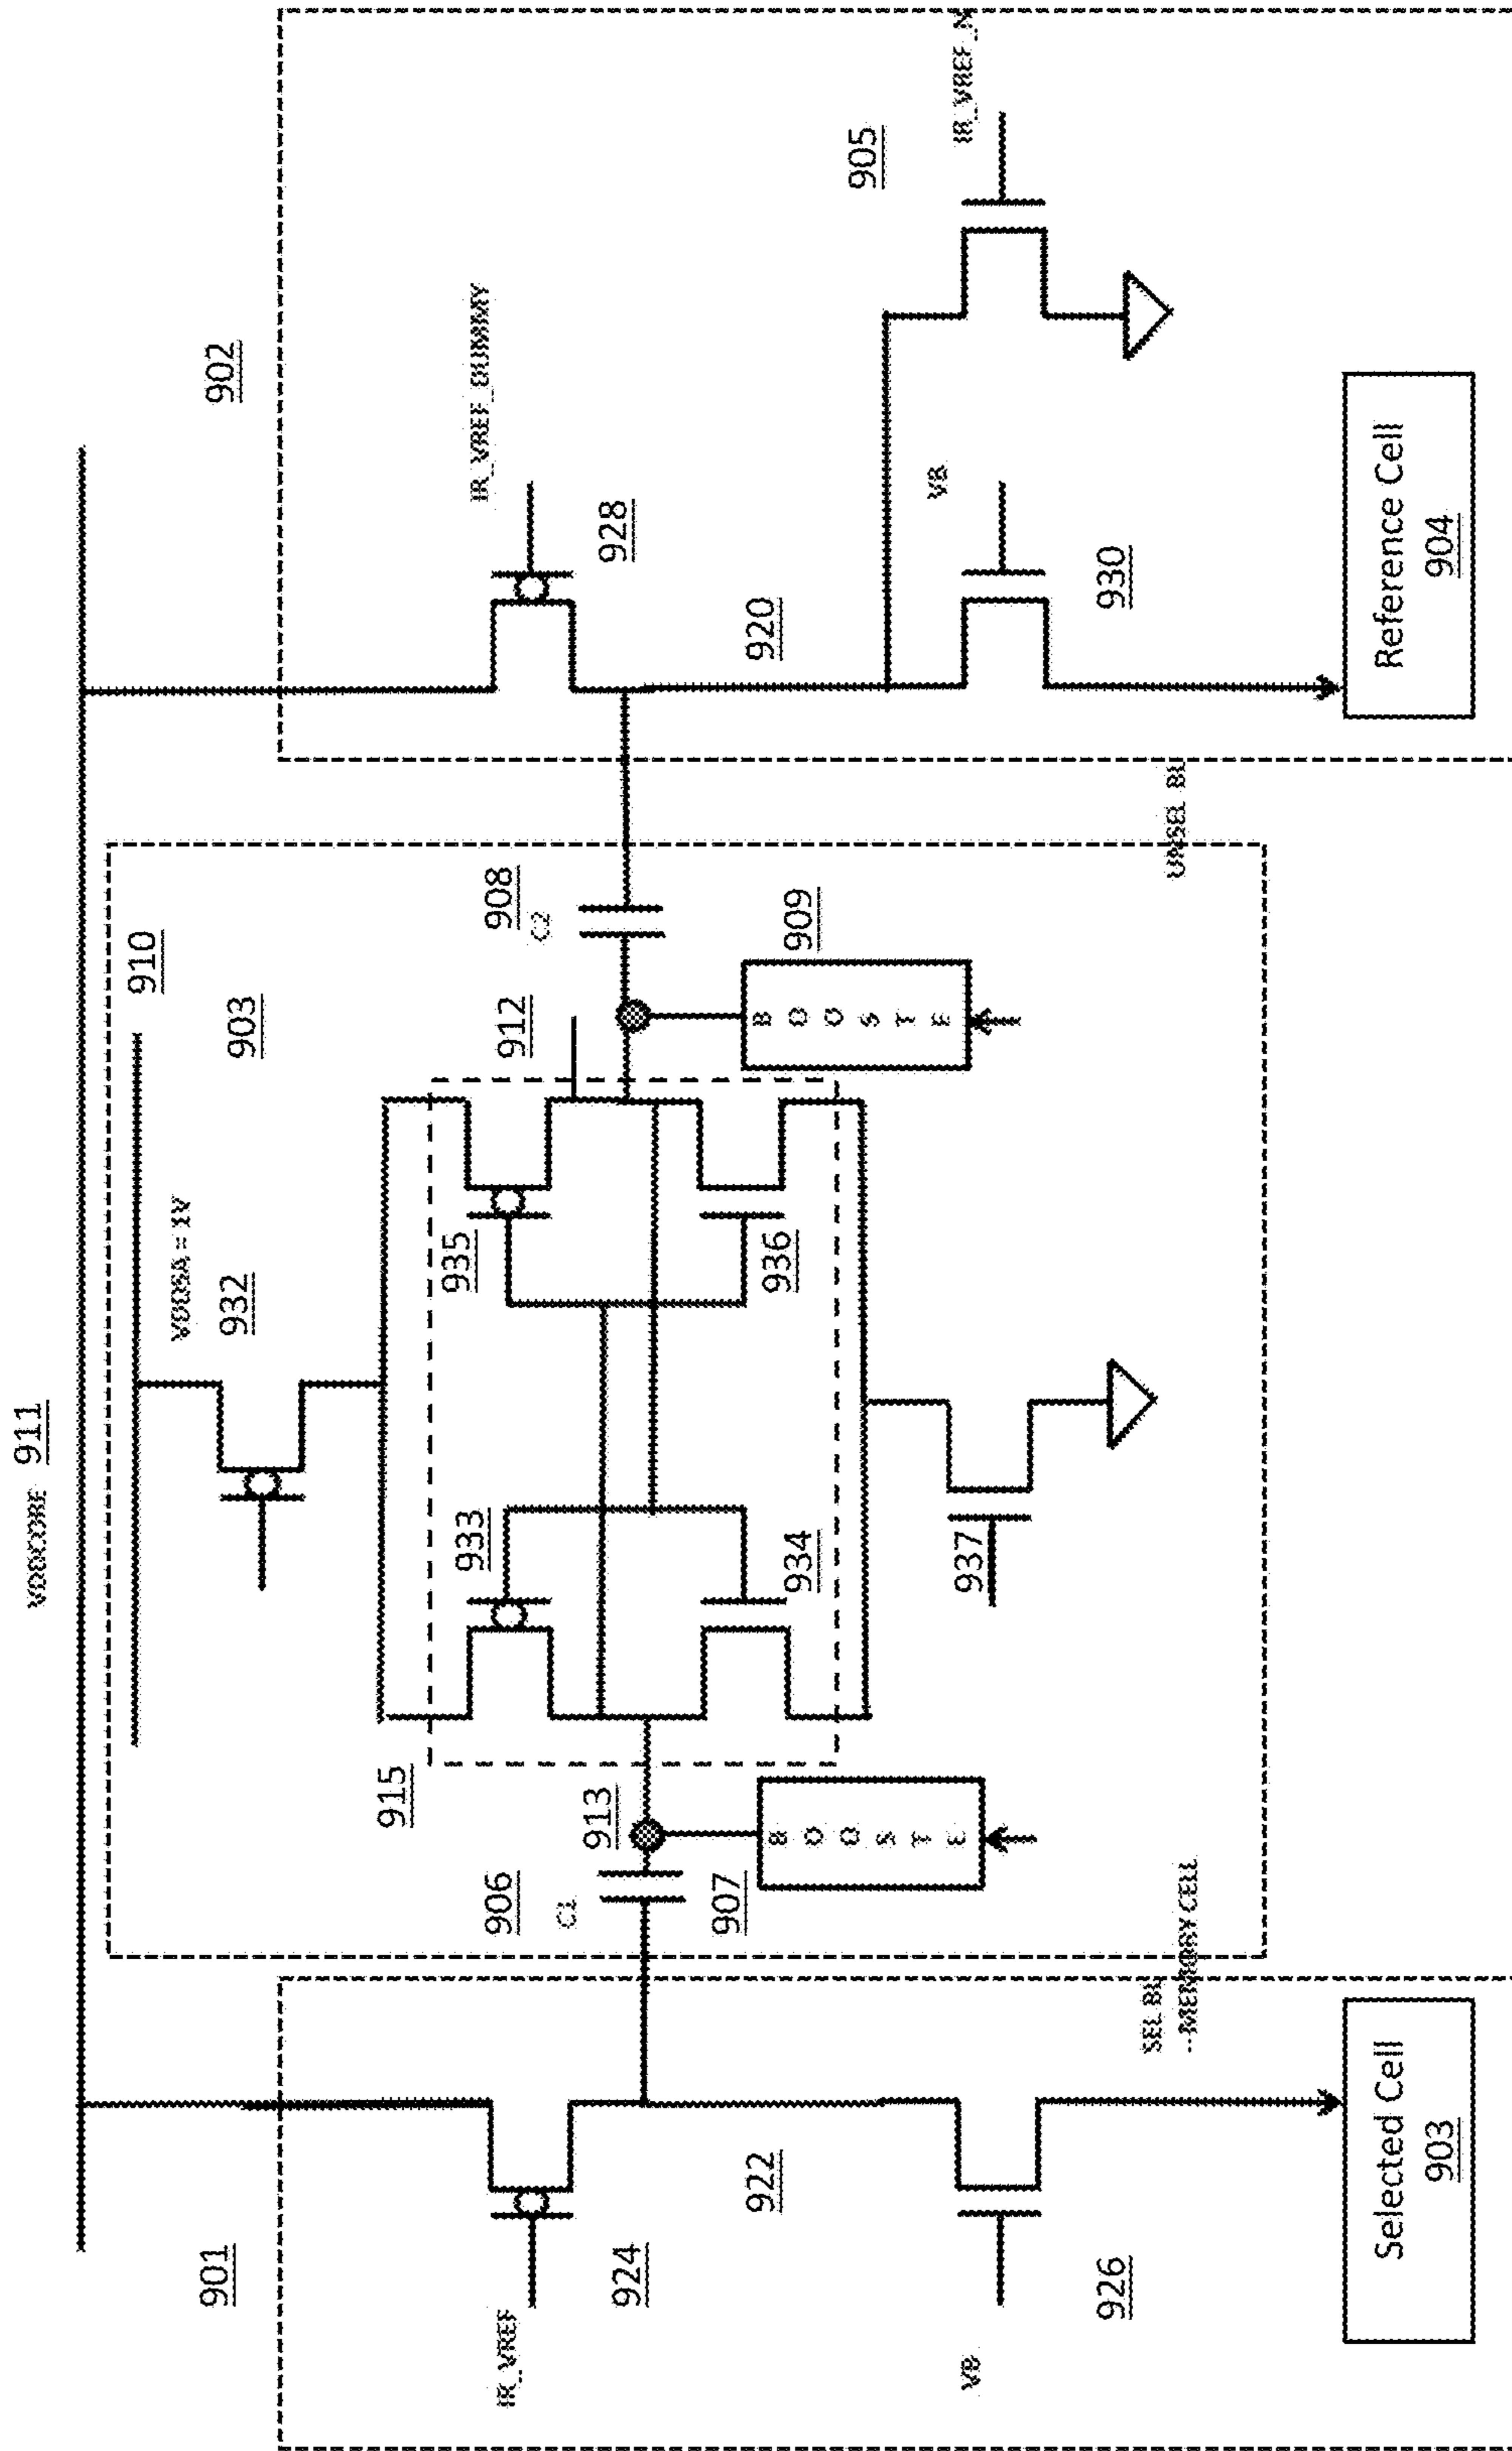 VDDCORE 911
910
VDDSA = 1V
901
932
903
902
915
933
935
IR_VREF_DUMMY
IR_VREF
906
912
908
C1
C2
913
924
928
907
922
920
934
936
909
BOOSTE
BOOSTE
905
VB
VB
IR_VREF_N
937
926
930
SEL BL
--MEMORY CELL
UNSEL BL
Selected Cell
903
Reference Cell
904